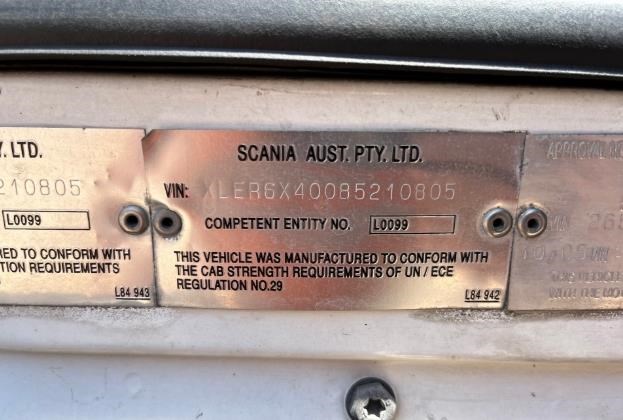 Y. LTD.
210805
L0099
ED TO CONFORM WITH
TION REQUIREMENTS
L84 943
SCANIA AUST. PTY. LTD.
VIN: XLER6X40085210805
COMPETENT ENTITY NO. L0099
THIS VEHICLE WAS MANUFACTURED TO CONFORM WITH
THE CAB STRENGTH REQUIREMENTS OF UN / ECE
REGULATION NO.29
L84 942
APPROVAL NO